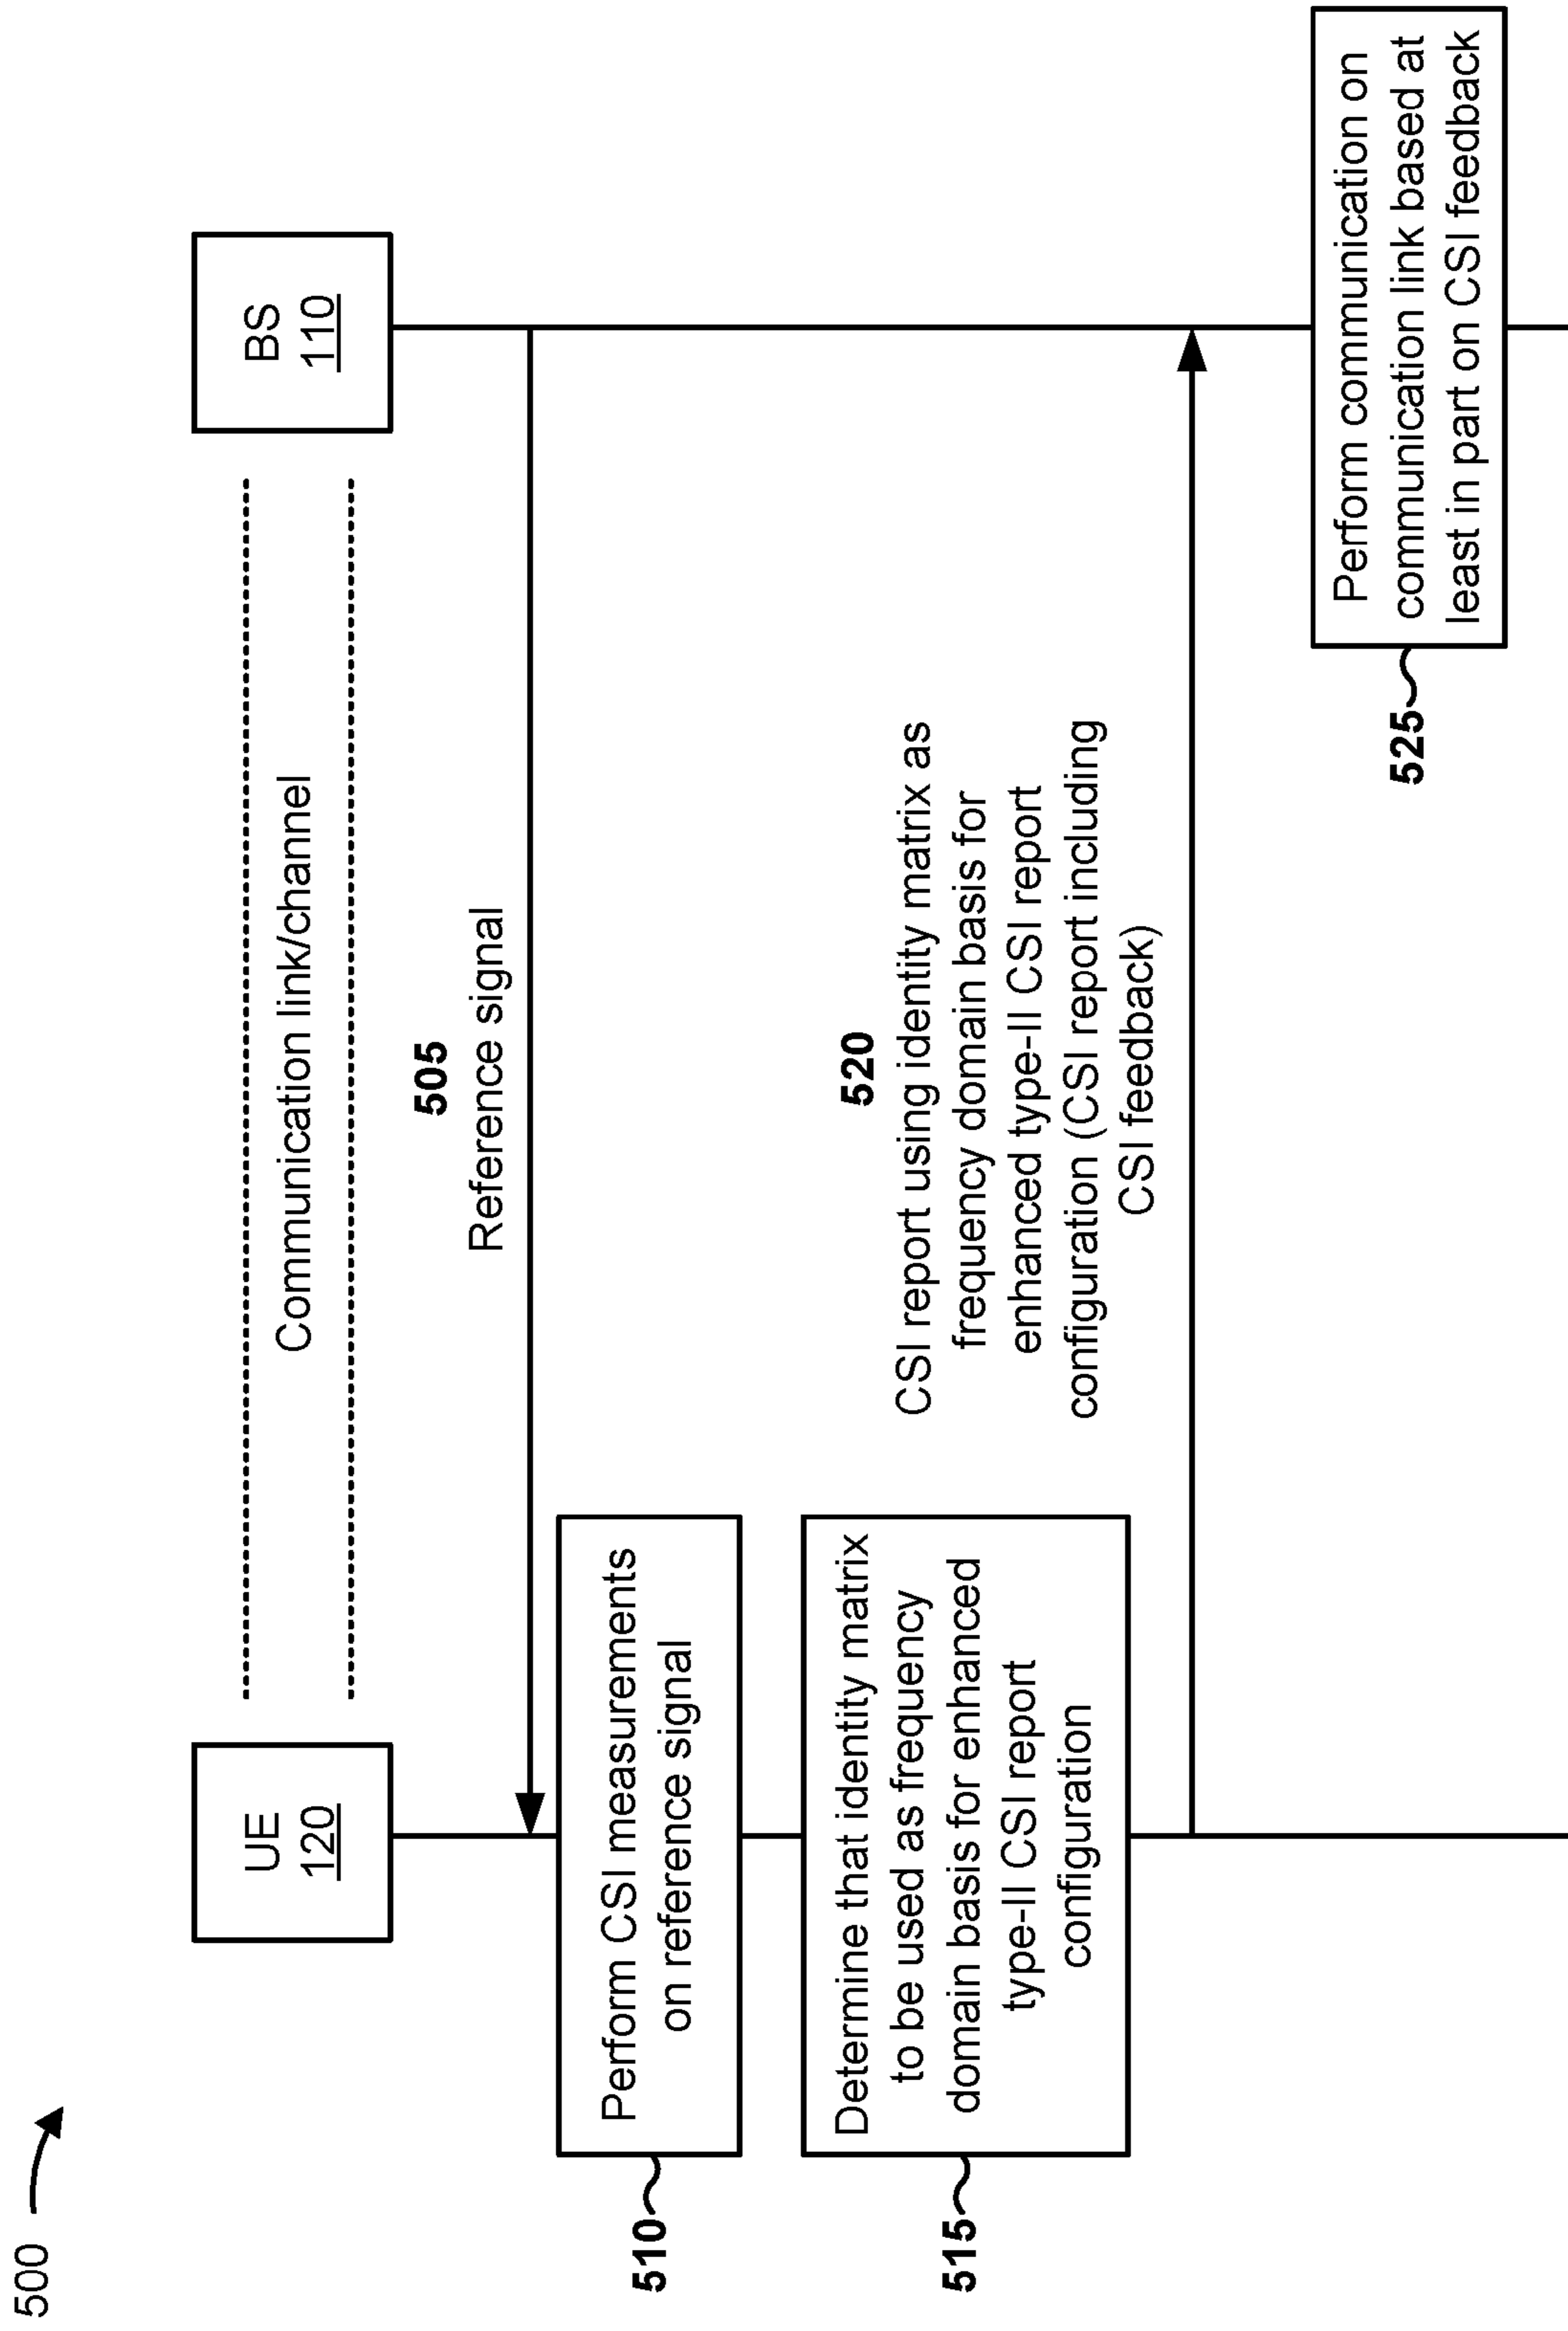 500
UE
120
BS
110
Communication link/channel
505
Reference signal
510
Perform CSI measurements
on reference signal
515
Determine that identity matrix
to be used as frequency
domain basis for enhanced
type-II CSI report
configuration
520
CSI report using identity matrix as
frequency domain basis for
enhanced type-II CSI report
configuration (CSI report including
CSI feedback)
525
Perform communication on
communication link based at
least in part on CSI feedback